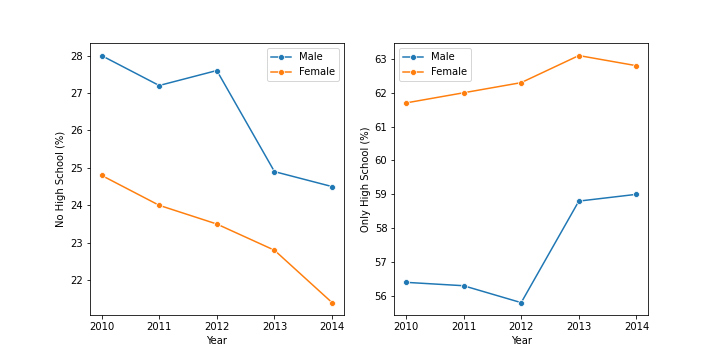 28
27
26
25
24
23
22
No High School (%)
2010 2011 2012 2013 2014
Year
Male
Female
63
62
61
60
59
58
57
56
Only High School (%)
2010 2011 2012 2013 2014
Year
Male
Female